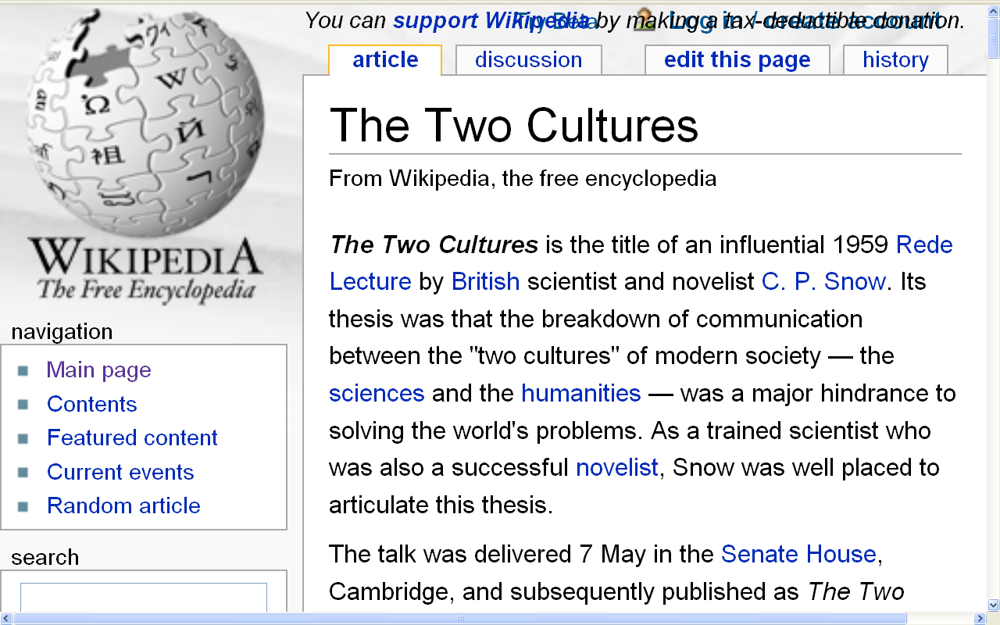 You can support Wikipedia by making a tax-deductible donation.
Try Beta Log in / create account
article discussion edit this page history
The Two Cultures
From Wikipedia, the free encyclopedia
The Two Cultures is the title of an influential 1959 Rede
Lecture by British scientist and novelist C. P. Snow. Its
thesis was that the breakdown of communication
between the "two cultures" of modern society — the
sciences and the humanities — was a major hindrance to
solving the world's problems. As a trained scientist who
was also a successful novelist, Snow was well placed to
articulate this thesis.
The talk was delivered 7 May in the Senate House,
Cambridge, and subsequently published as The Two
WIKIPEDIA
The Free Encyclopedia
navigation
Main page
Contents
Featured content
Current events
Random article
search